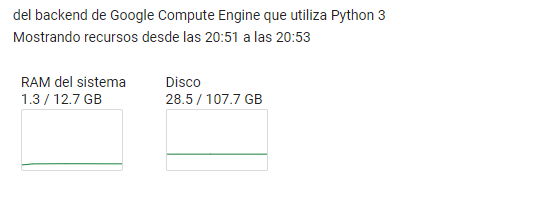 del backend de Google Compute Engine que utiliza Python 3
Mostrando recursos desde las 20:51 a las 20:53
RAM del sistema
1.3 / 12.7 GB
Disco
28.5 / 107.7 GB